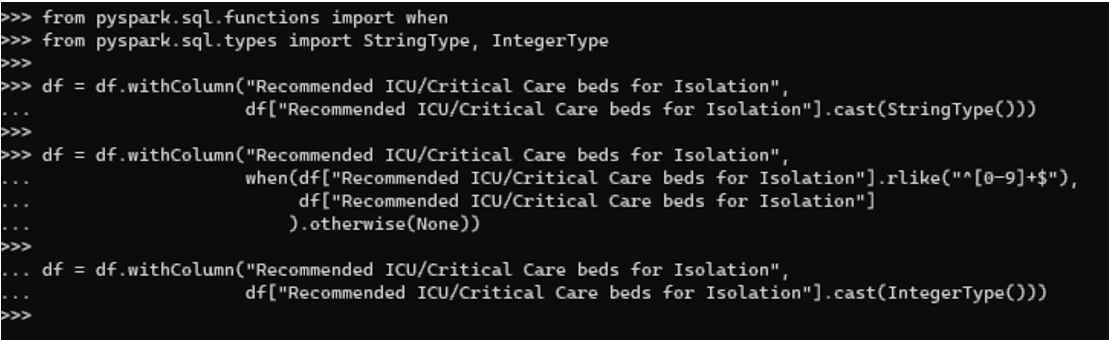 >>> from pyspark.sql.functions import when
>>> from pyspark.sql.types import StringType, IntegerType
>>>
>>> df = df.withColumn("Recommended ICU/Critical Care beds for Isolation",
...                    df["Recommended ICU/Critical Care beds for Isolation"].cast(StringType()))
>>>
>>> df = df.withColumn("Recommended ICU/Critical Care beds for Isolation",
...                    when(df["Recommended ICU/Critical Care beds for Isolation"].rlike("^[0-9]+$"),
...                         df["Recommended ICU/Critical Care beds for Isolation"]
...                        ).otherwise(None))
>>>
... df = df.withColumn("Recommended ICU/Critical Care beds for Isolation",
...                    df["Recommended ICU/Critical Care beds for Isolation"].cast(IntegerType()))
>>>